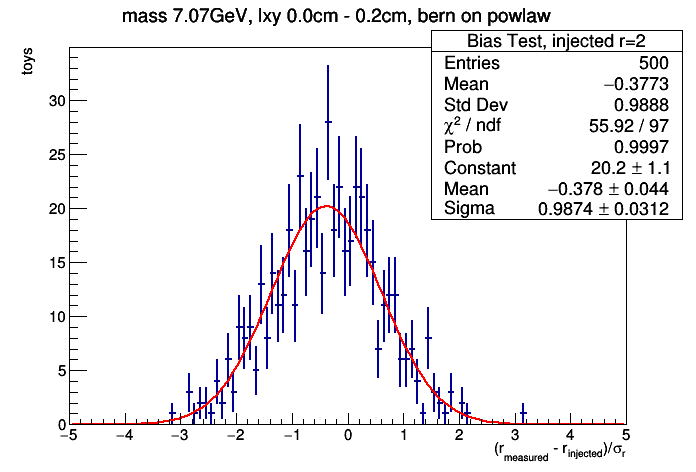 mass 7.07GeV, lxy 0.0cm - 0.2cm, bern on powlaw
Bias Test, injected r=2
Entries 500
Mean −0.3773
Std Dev 0.9888
χ² / ndf 55.92 / 97
Prob 0.9997
Constant 20.2 ± 1.1
Mean −0.378 ± 0.044
Sigma 0.9874 ± 0.0312
toys
30
25
20
15
10
5
0
−5 −4 −3 −2 −1 0 1 2 3 4 5
(r_measured - r_injected)/σ_r